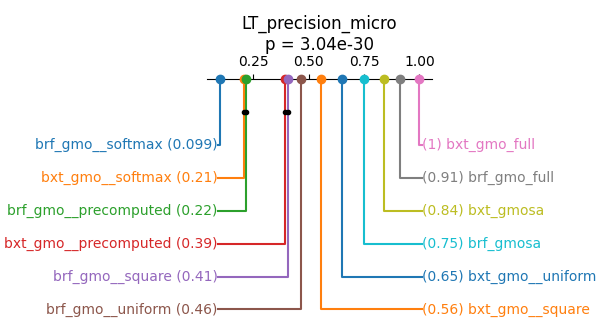 LT_precision_micro
p = 3.04e-30
0.25 0.50 0.75 1.00
brf_gmo__softmax (0.099) (1) bxt_gmo_full
bxt_gmo__softmax (0.21) (0.91) brf_gmo_full
brf_gmo__precomputed (0.22) (0.84) bxt_gmosa
bxt_gmo__precomputed (0.39) (0.75) brf_gmosa
brf_gmo__square (0.41) (0.65) bxt_gmo__uniform
brf_gmo__uniform (0.46) (0.56) bxt_gmo__square